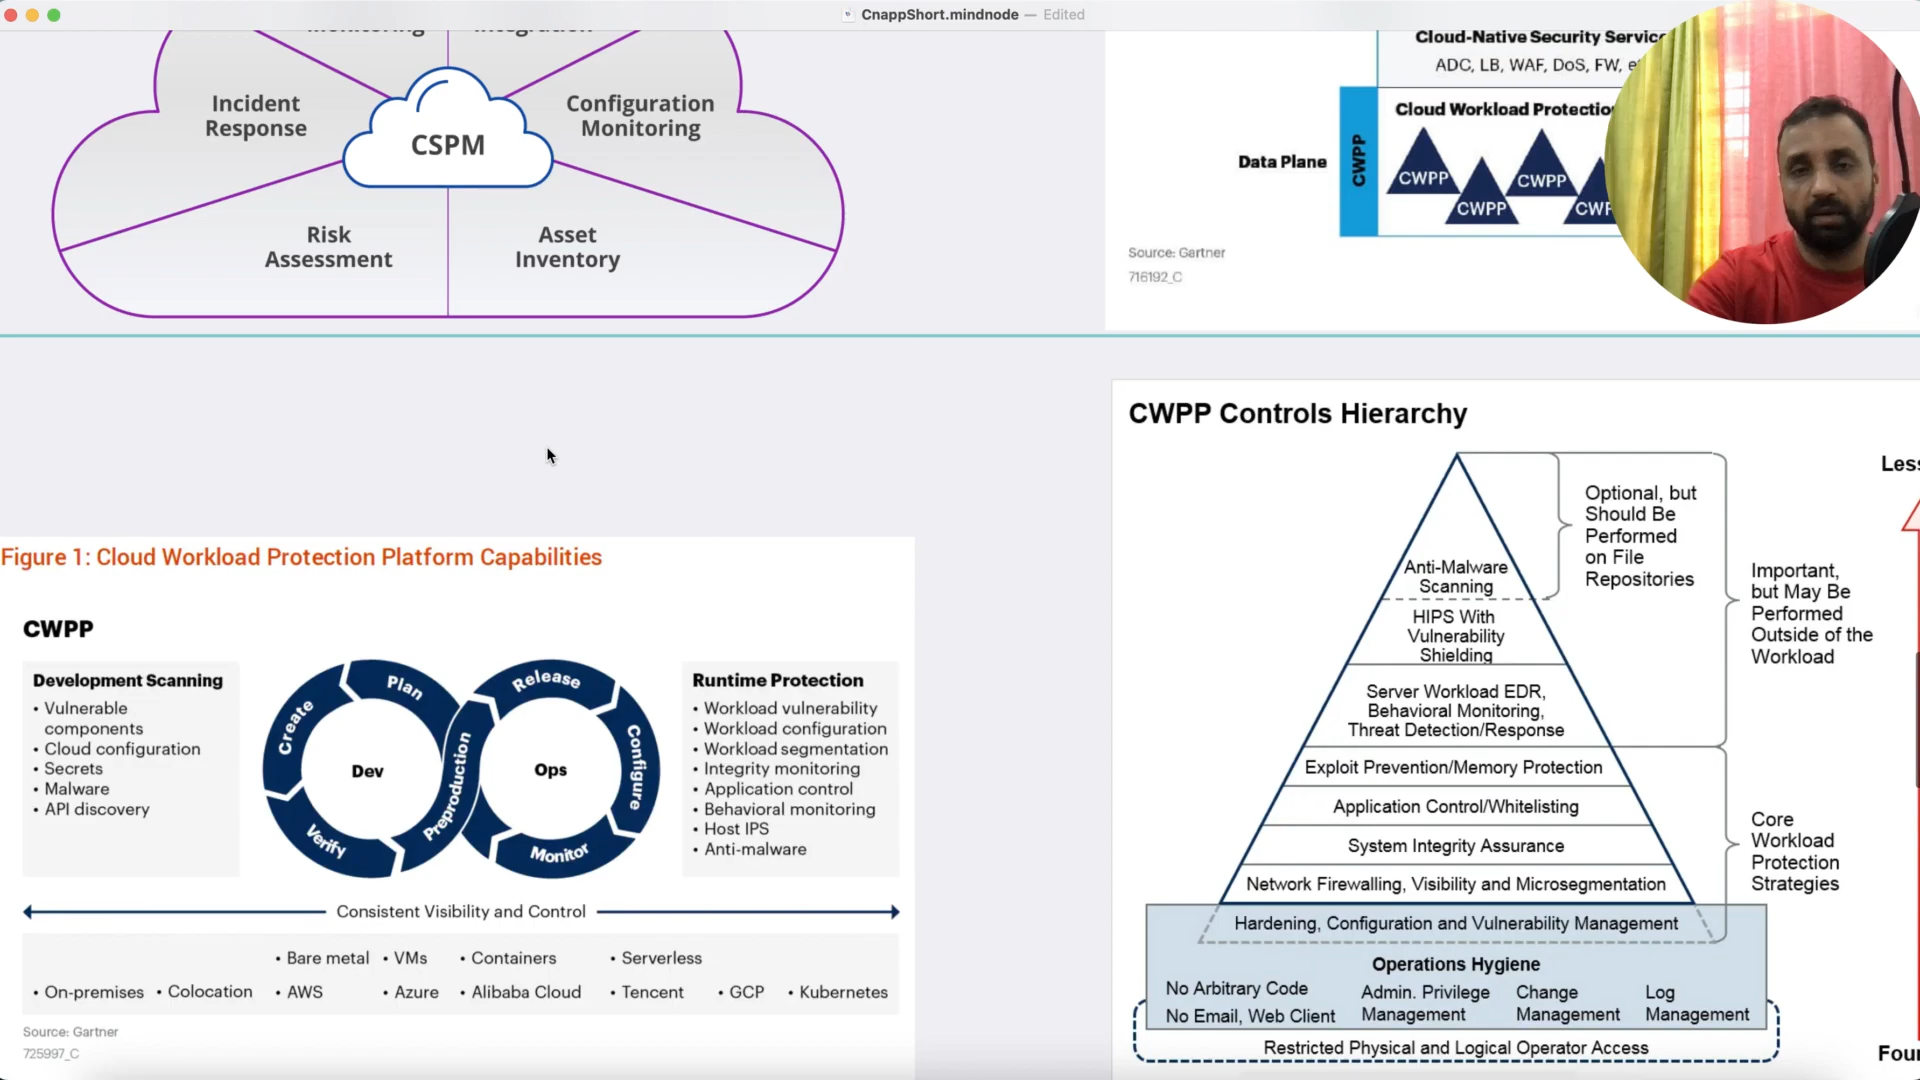 CnappShort.mindnode — Edited
Monitoring
Integration
Incident
Response
CSPM
Configuration
Monitoring
Risk
Assessment
Asset
Inventory
Cloud-Native Security
ADC, LB, WAF, DoS, FW,
Cloud Workload
Data Plane
CWPP
CWPP
CWPP
CWPP
Source: Gartner
716192_C
CWPP Controls Hierarchy
Anti-Malware
Scanning
HIPS With
Vulnerability
Shielding
Server Workload EDR,
Behavioral Monitoring,
Threat Detection/Response
Exploit Prevention/Memory Protection
Application Control/Whitelisting
System Integrity Assurance
Network Firewalling, Visibility and Microsegmentation
Hardening, Configuration and Vulnerability Management
Operations Hygiene
No Arbitrary Code
No Email, Web Client
Admin. Privilege
Management
Change
Management
Log
Management
Restricted Physical and Logical Operator Access
Optional, but
Should Be
Performed
on File
Repositories
Important,
but May Be
Performed
Outside of the
Workload
Core
Workload
Protection
Strategies
Figure 1: Cloud Workload Protection Platform Capabilities
CWPP
Development Scanning
• Vulnerable
components
• Cloud configuration
• Secrets
• Malware
• API discovery
Create
Plan
Verify
Preproduction
Dev
Release
Configure
Monitor
Ops
Runtime Protection
• Workload vulnerability
• Workload configuration
• Workload segmentation
• Integrity monitoring
• Application control
• Behavioral monitoring
• Host IPS
• Anti-malware
Consistent Visibility and Control
• Bare metal • VMs • Containers • Serverless
• On-premises • Colocation • AWS • Azure • Alibaba Cloud • Tencent • GCP • Kubernetes
Source: Gartner
725997_C